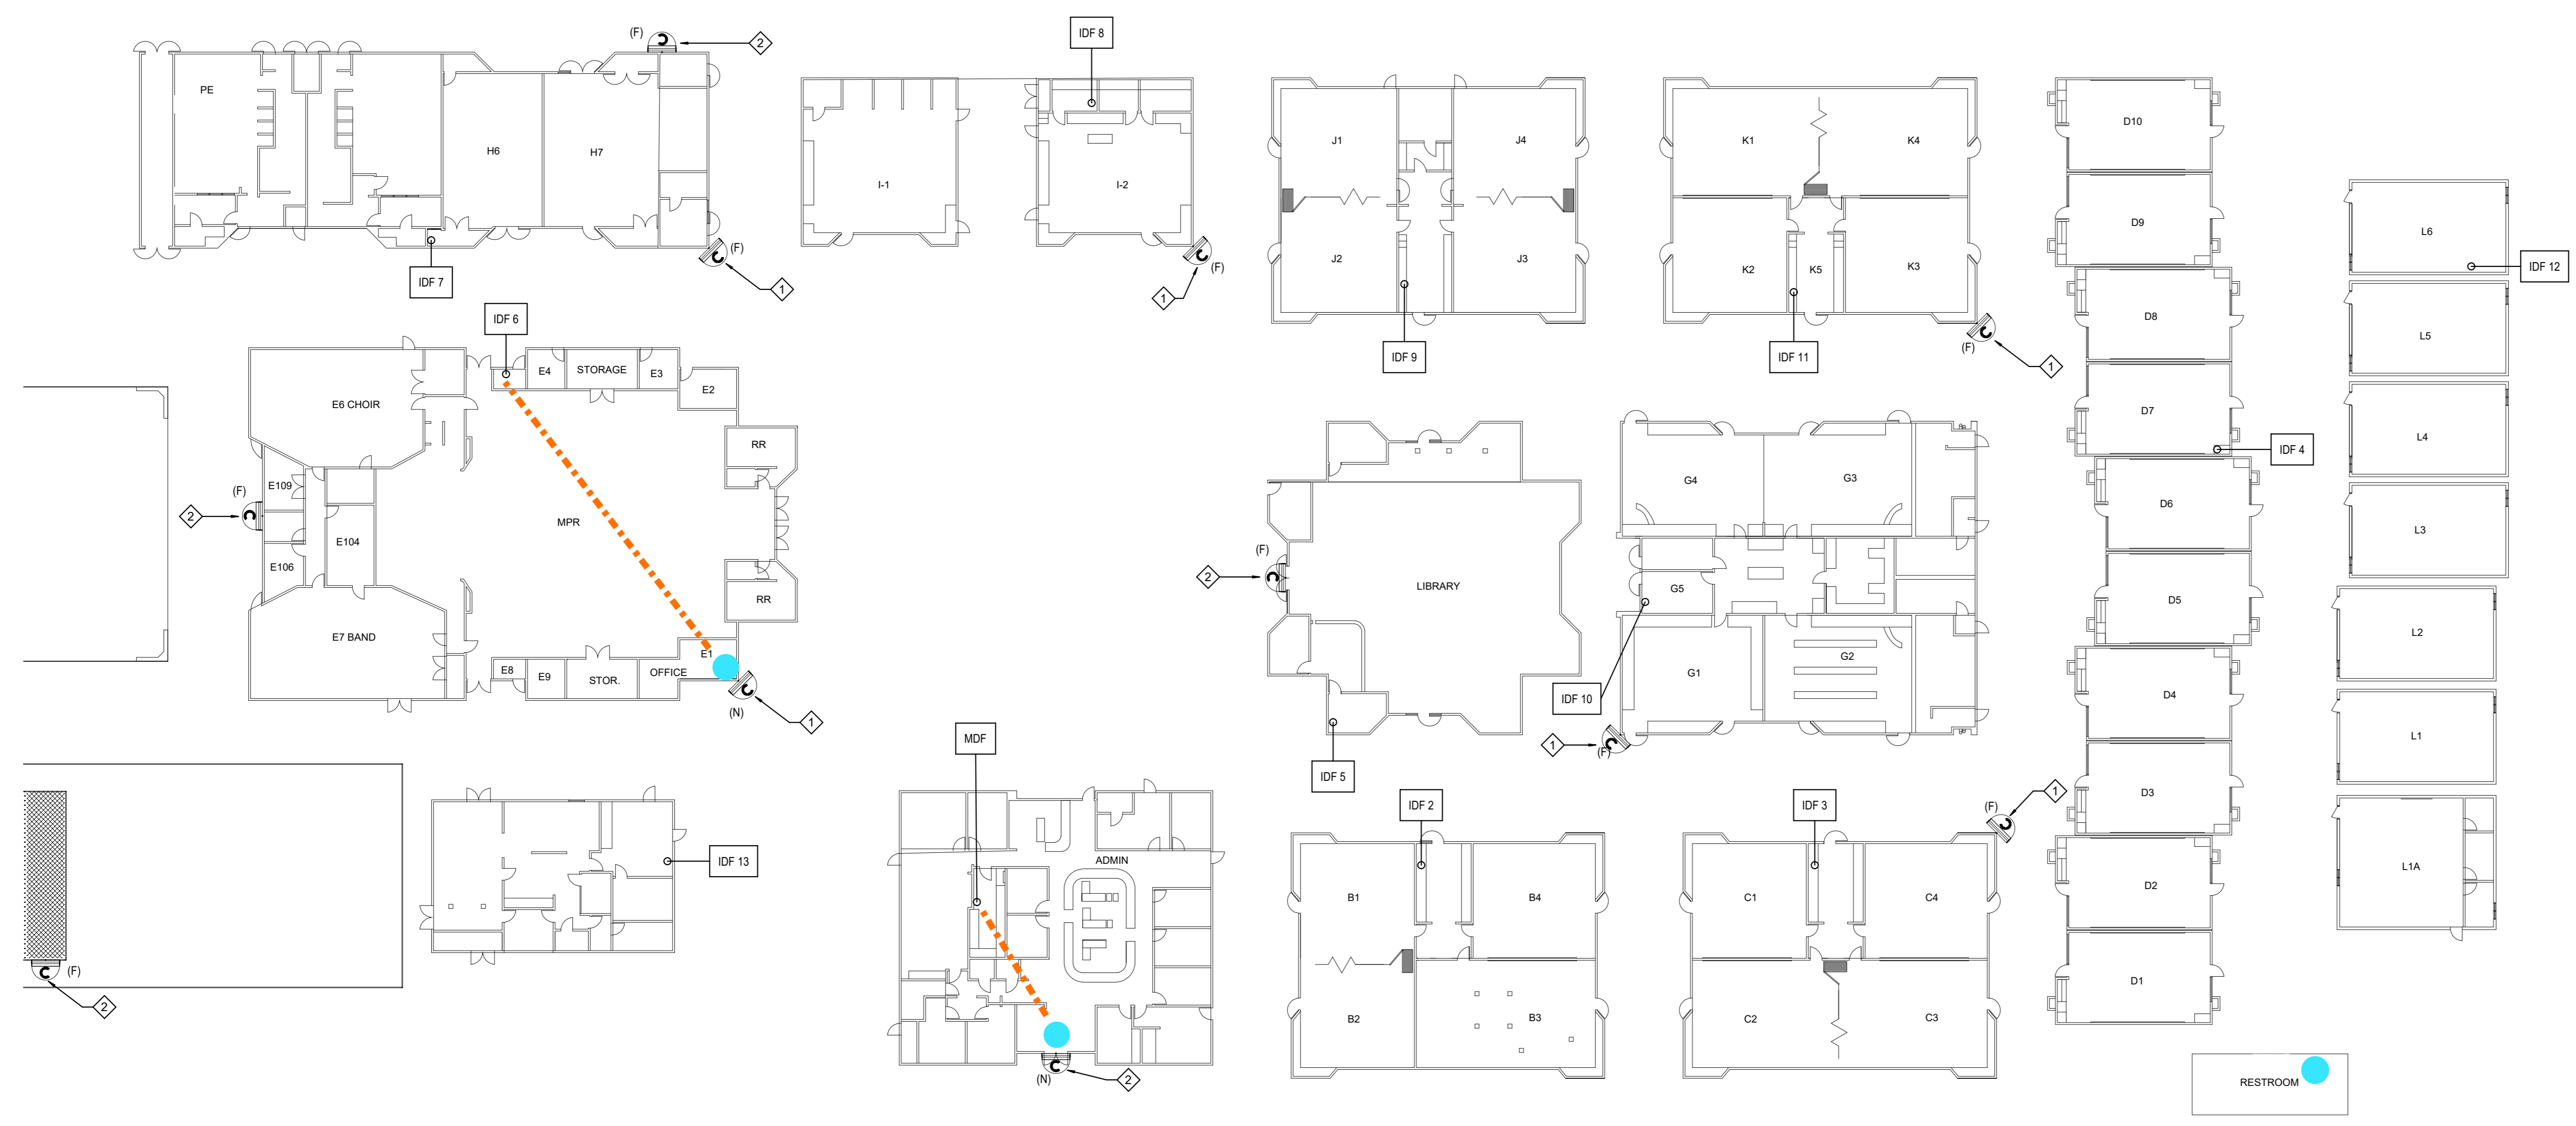 (F)
2
IDF 8
PE
H6
H7
I-1
I-2
(F)
1
IDF 7
1
(F)
J1
J4
J2
J3
IDF 9
K1
K4
K2
K5
K3
IDF 11
(F)
1
D10
D9
D8
D7
IDF 4
D6
D5
D4
D3
D2
D1
L6
IDF 12
L5
L4
L3
L2
L1
L1A
IDF 6
E4
STORAGE
E3
E2
E6 CHOIR
RR
E109
(F)
2
MPR
E104
E106
RR
E7 BAND
E1
E8
E9
STOR.
OFFICE
(N)
1
(F)
2
LIBRARY
IDF 5
G4
G3
G5
G1
G2
IDF 10
1
(F)
MDF
ADMIN
(N)
2
IDF 13
(F)
2
IDF 2
B1
B4
B2
B3
IDF 3
C1
C4
C2
C3
(F)
1
RESTROOM